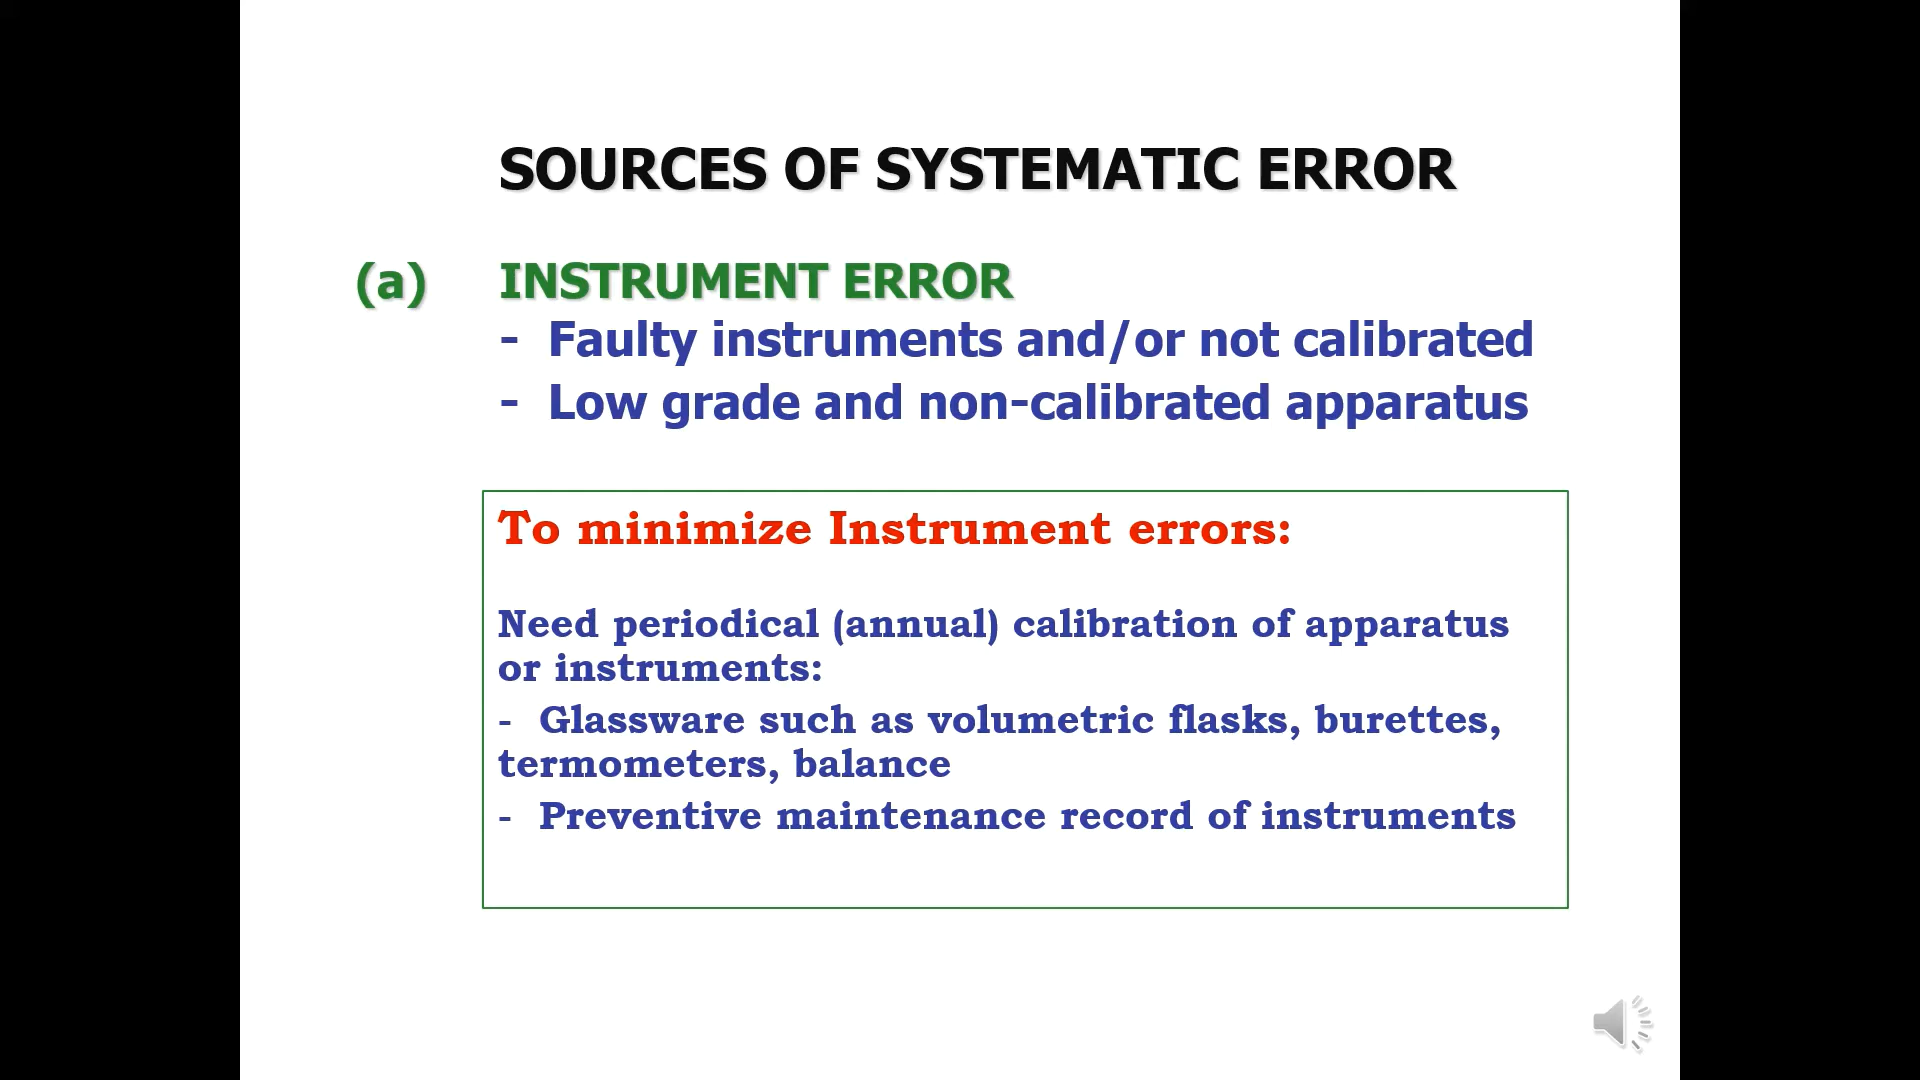 SOURCES OF SYSTEMATIC ERROR
(a) INSTRUMENT ERROR
- Faulty instruments and/or not calibrated
- Low grade and non-calibrated apparatus
To minimize Instrument errors:
Need periodical (annual) calibration of apparatus
or instruments:
- Glassware such as volumetric flasks, burettes,
termometers, balance
- Preventive maintenance record of instruments